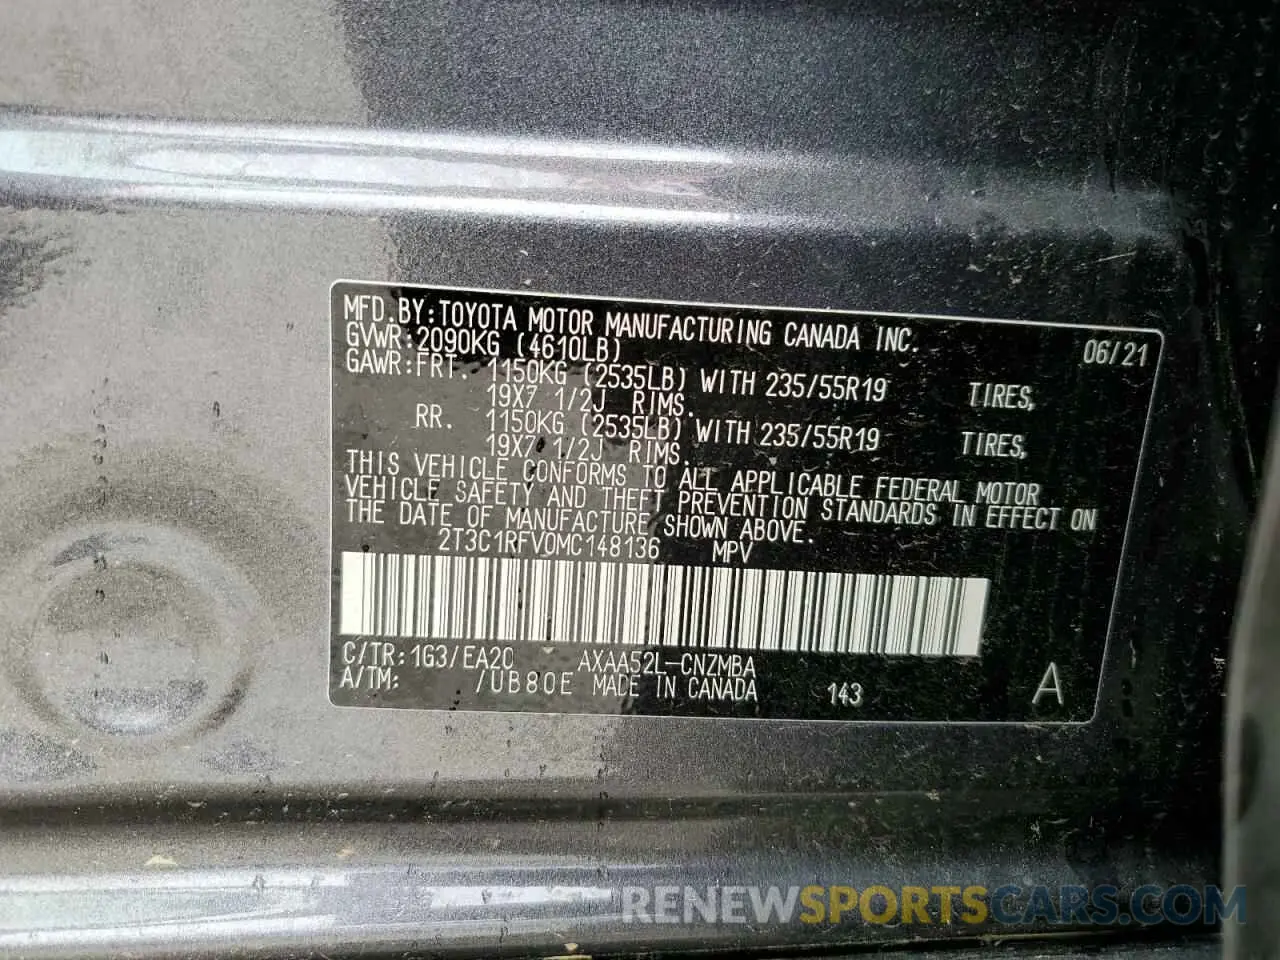 MFD.BY:TOYOTA MOTOR MANUFACTURING CANADA INC.
GVWR:2090KG (4610LB) 06/21
GAWR:FRT. 1150KG (2535LB) WITH 235/55R19 TIRES,
19X7 1/2J RIMS.
RR. 1150KG (2535LB) WITH 235/55R19 TIRES,
19X7 1/2J RIMS.
THIS VEHICLE CONFORMS TO ALL APPLICABLE FEDERAL MOTOR
VEHICLE SAFETY AND THEFT PREVENTION STANDARDS IN EFFECT ON
THE DATE OF MANUFACTURE SHOWN ABOVE.
2T3C1RFV0MC148136 MPV
C/TR:1G3/EA20 AXAA52L-CNZMBA
A/TM: /UB80E MADE IN CANADA 143 A
RENEWSPORTSCARS.COM